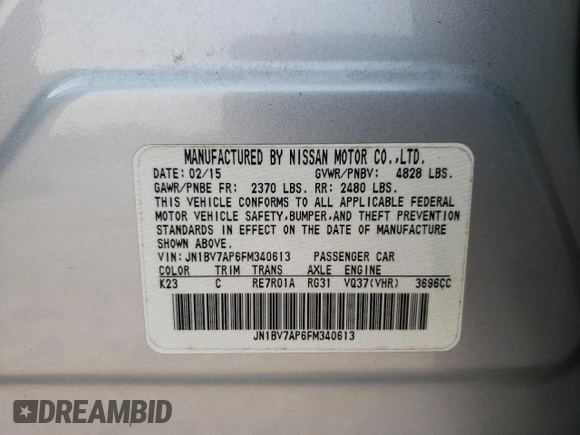 MANUFACTURED BY NISSAN MOTOR CO.,LTD.
DATE: 02/15 GVWR/PNBV: 4828 LBS.
GAWR/PNBE FR: 2370 LBS. RR: 2480 LBS.
THIS VEHICLE CONFORMS TO ALL APPLICABLE FEDERAL
MOTOR VEHICLE SAFETY,BUMPER,AND THEFT PREVENTION
STANDARDS IN EFFECT ON THE DATE OF MANUFACTURE
SHOWN ABOVE.
VIN: JN1BV7AP6FM340613 PASSENGER CAR
COLOR TRIM TRANS AXLE ENGINE
K23 C RE7R01A RG31 VQ37(VHR) 3696CC
JN1BV7AP6FM340613
DREAMBID